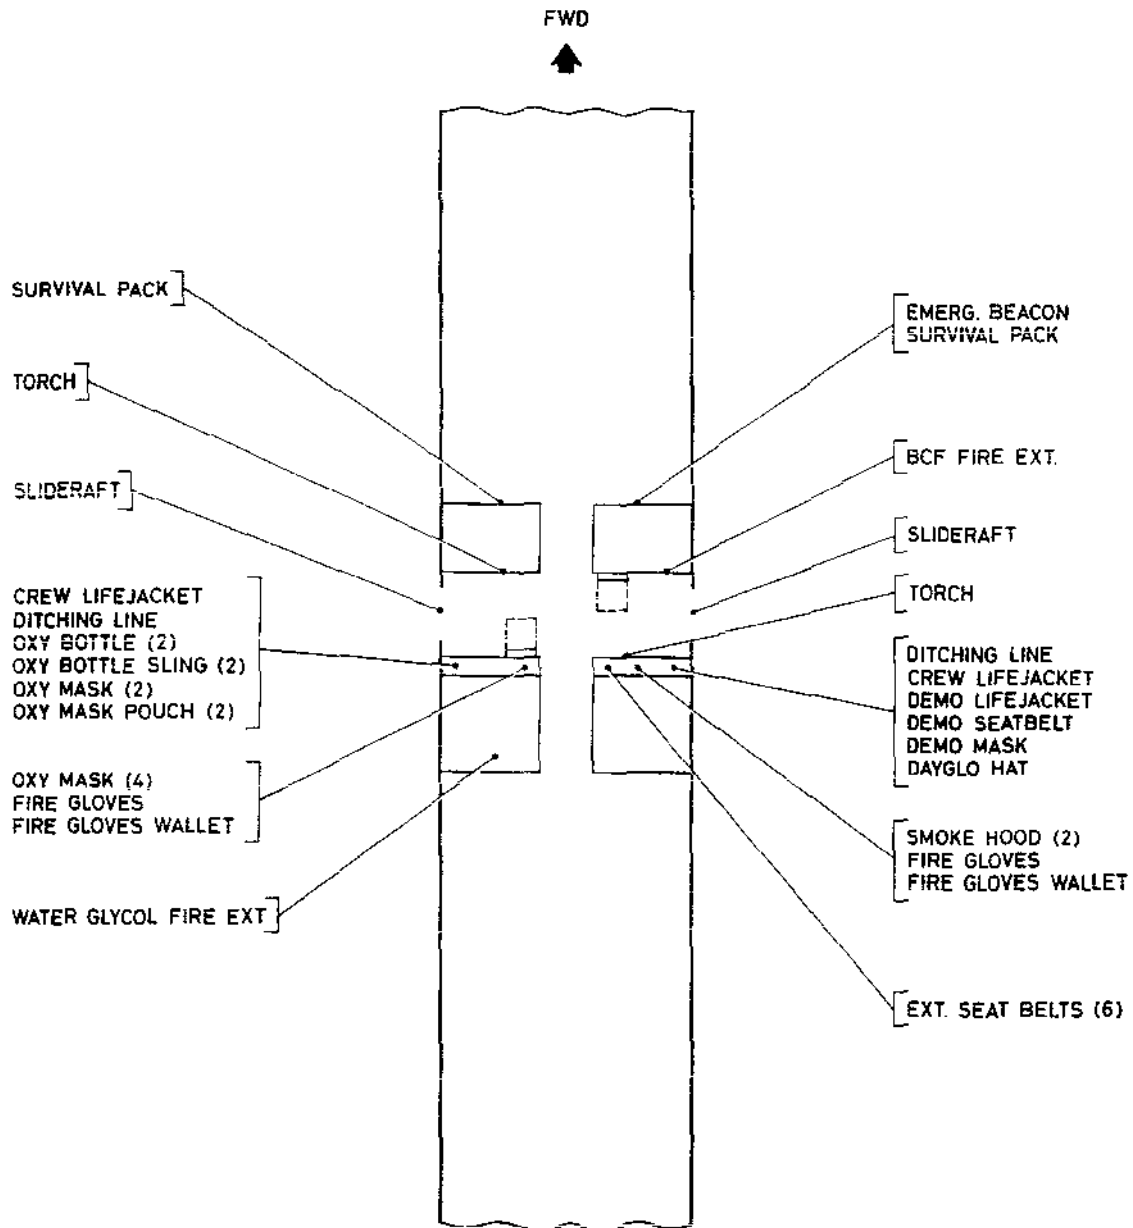 FWD
SURVIVAL PACK
TORCH
SLIDERAFT
CREW LIFEJACKET
DITCHING LINE
OXY BOTTLE (2)
OXY BOTTLE SLING (2)
OXY MASK (2)
OXY MASK POUCH (2)
OXY MASK (4)
FIRE GLOVES
FIRE GLOVES WALLET
WATER GLYCOL FIRE EXT
EMERG. BEACON
SURVIVAL PACK
BCF FIRE EXT.
SLIDERAFT
TORCH
DITCHING LINE
CREW LIFEJACKET
DEMO LIFEJACKET
DEMO SEATBELT
DEMO MASK
DAYGLO HAT
SMOKE HOOD (2)
FIRE GLOVES
FIRE GLOVES WALLET
EXT. SEAT BELTS (6)